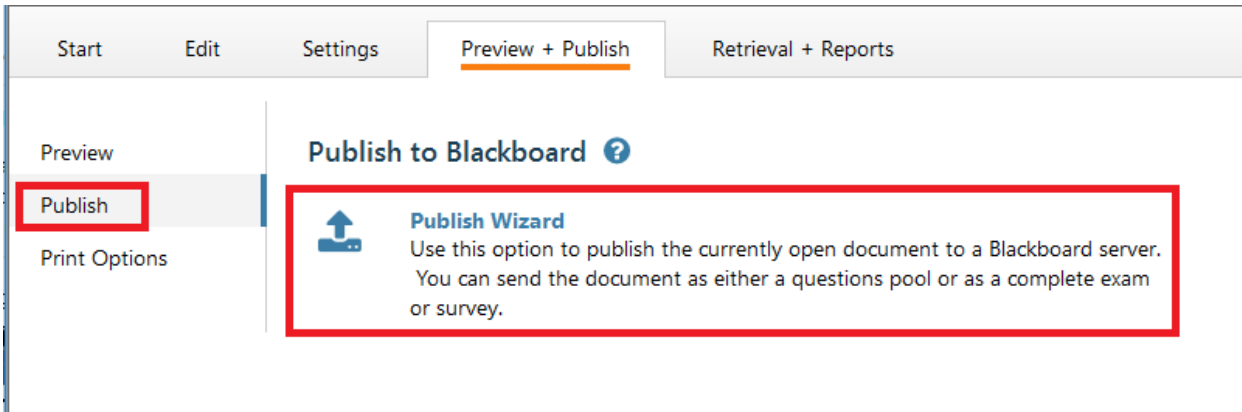 Start Edit Settings Preview + Publish Retrieval + Reports
Preview
Publish
Print Options
Publish to Blackboard ?
Publish Wizard
Use this option to publish the currently open document to a Blackboard server.
You can send the document as either a questions pool or as a complete exam
or survey.